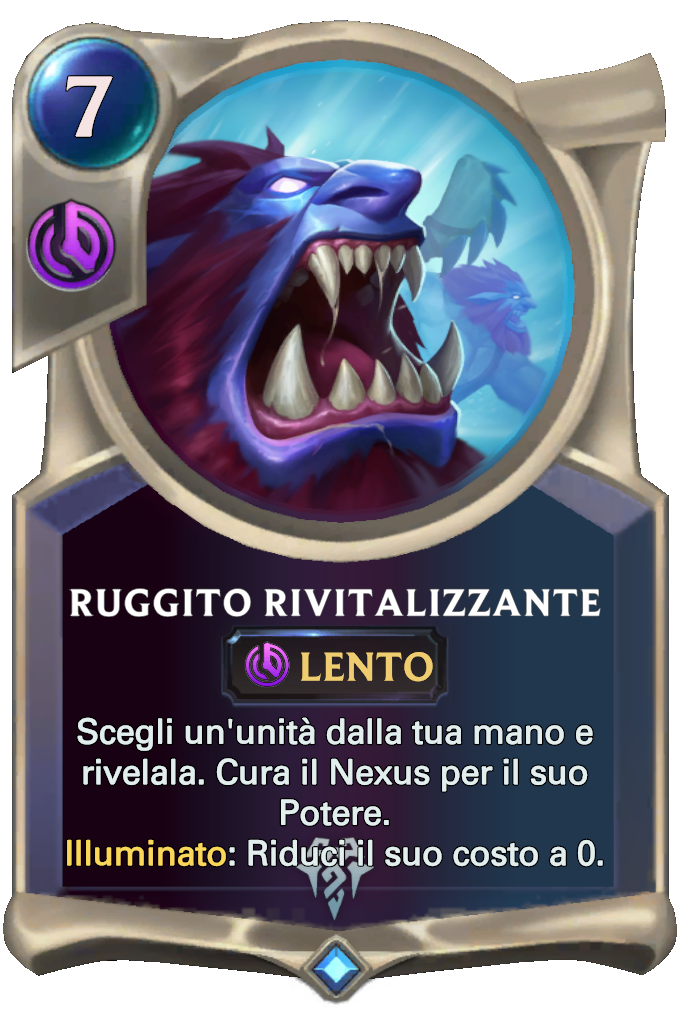 7
RUGGITO RIVITALIZZANTE
LENTO
Scegli un'unità dalla tua mano e
rivelala. Cura il Nexus per il suo
Potere.
Illuminato: Riduci il suo costo a 0.